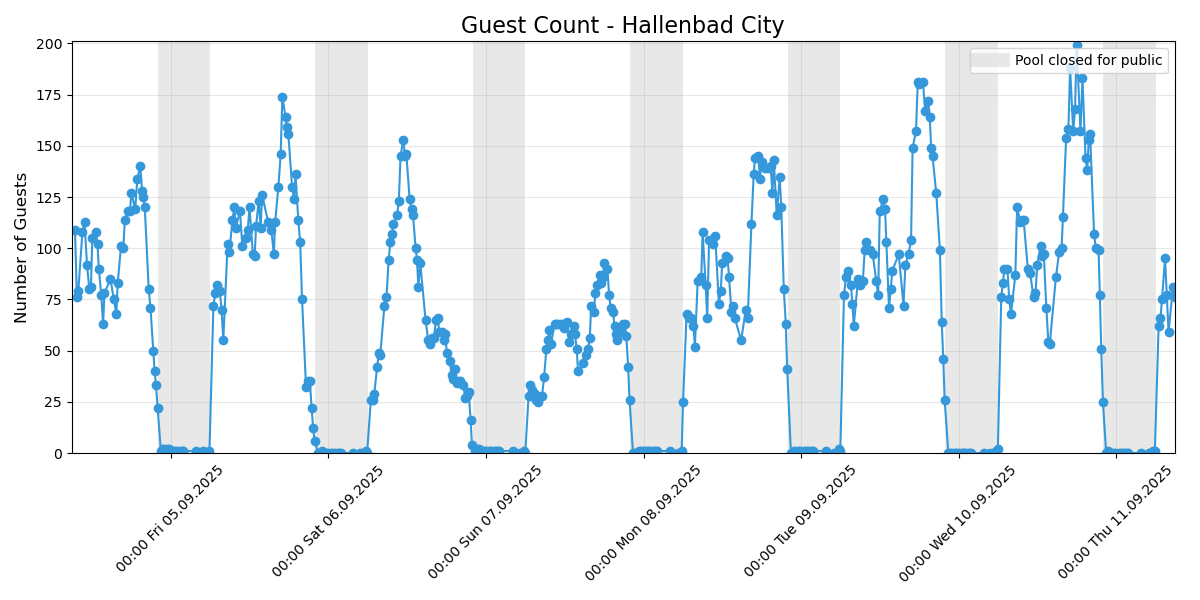 Guest Count - Hallenbad City
Pool closed for public
Number of Guests
200
175
150
125
100
75
50
25
0
00:00 Fri 05.09.2025
00:00 Sat 06.09.2025
00:00 Sun 07.09.2025
00:00 Mon 08.09.2025
00:00 Tue 09.09.2025
00:00 Wed 10.09.2025
00:00 Thu 11.09.2025